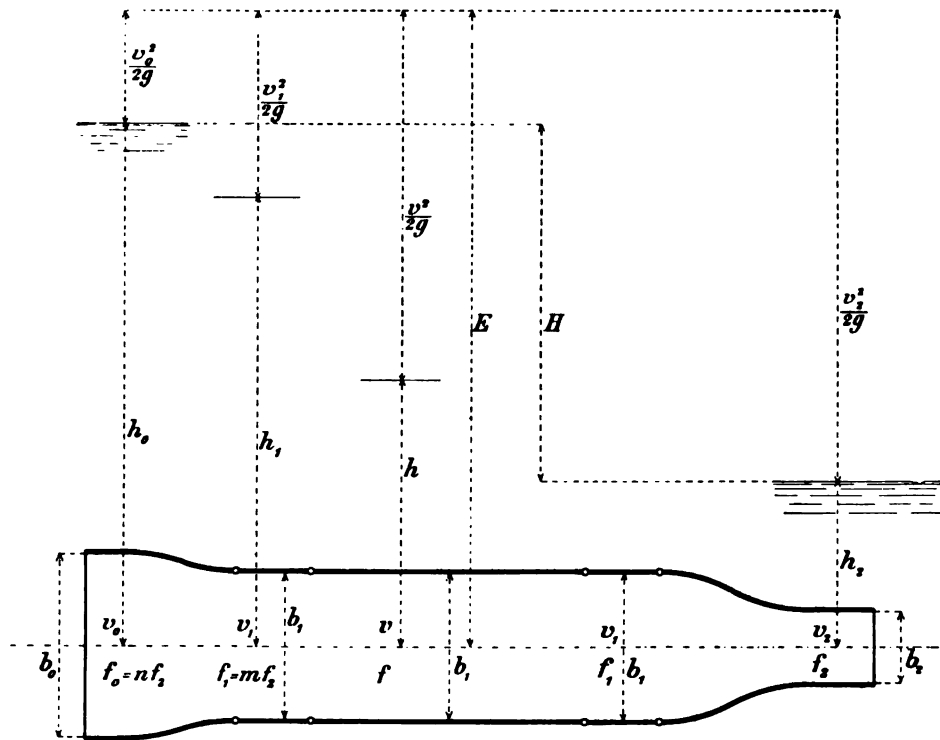 v₀²/2g
v₁²/2g
v²/2g
v₂²/2g
E
H
h₀
h₁
h
h₂
v₀
v₁
b₁
v
v₁
v₂
b₀
f₀=nf₂
f₁=mf₂
f
b₁
f₁
b₁
f₂
b₂